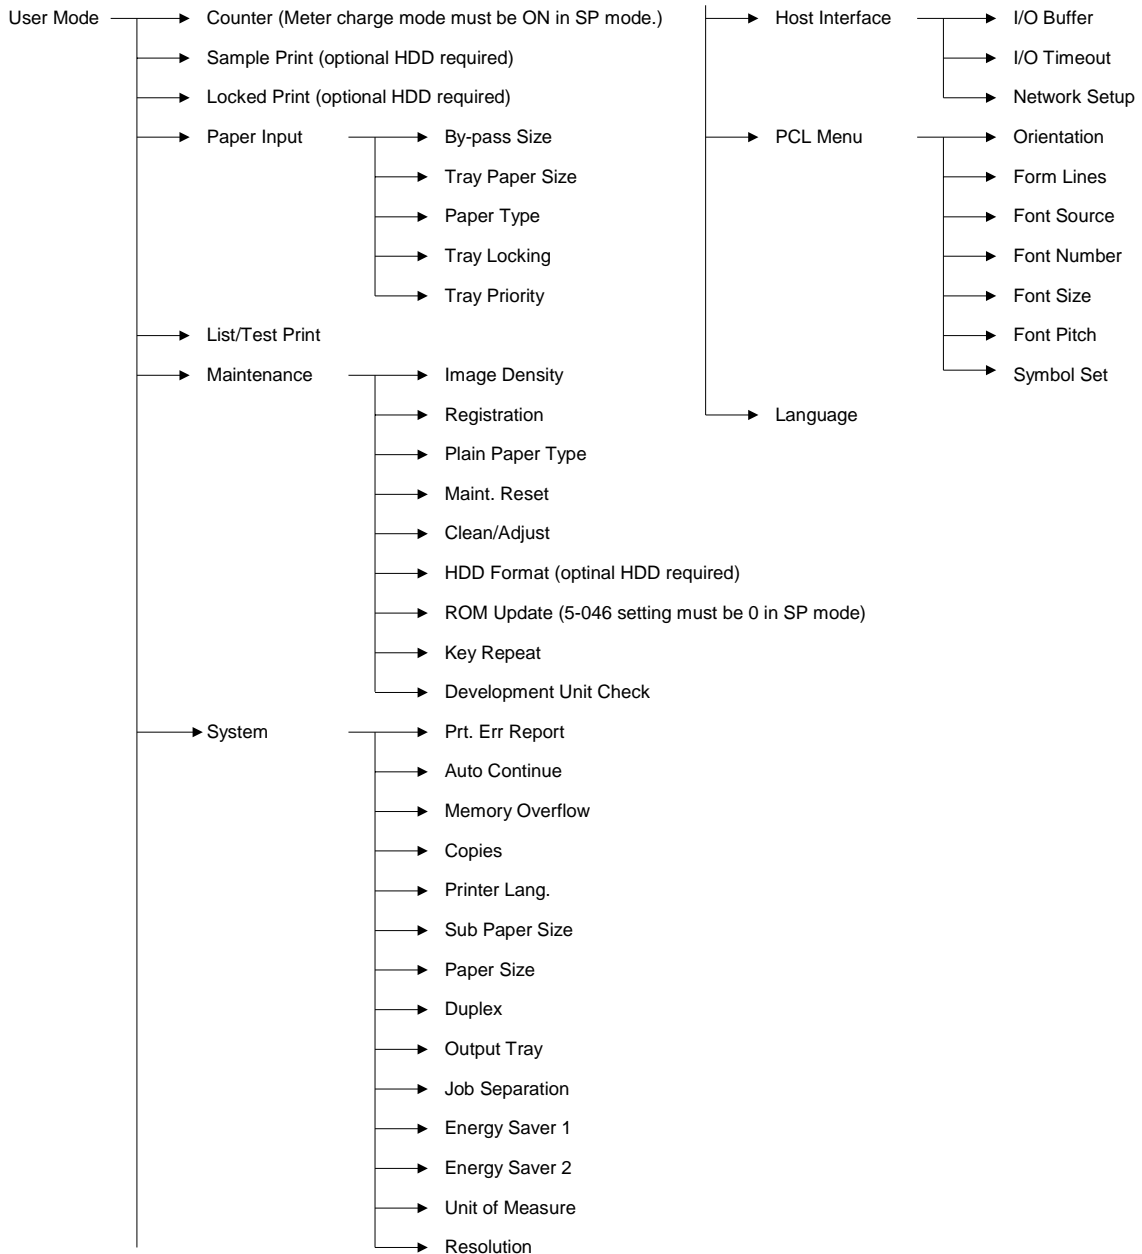 User Mode
Counter (Meter charge mode must be ON in SP mode.)
Sample Print (optional HDD required)
Locked Print (optional HDD required)
Paper Input
By-pass Size
Tray Paper Size
Paper Type
Tray Locking
Tray Priority
List/Test Print
Maintenance
Image Density
Registration
Plain Paper Type
Maint. Reset
Clean/Adjust
HDD Format (optinal HDD required)
ROM Update (5-046 setting must be 0 in SP mode)
Key Repeat
Development Unit Check
System
Prt. Err Report
Auto Continue
Memory Overflow
Copies
Printer Lang.
Sub Paper Size
Paper Size
Duplex
Output Tray
Job Separation
Energy Saver 1
Energy Saver 2
Unit of Measure
Resolution
Host Interface
I/O Buffer
I/O Timeout
Network Setup
PCL Menu
Orientation
Form Lines
Font Source
Font Number
Font Size
Font Pitch
Symbol Set
Language